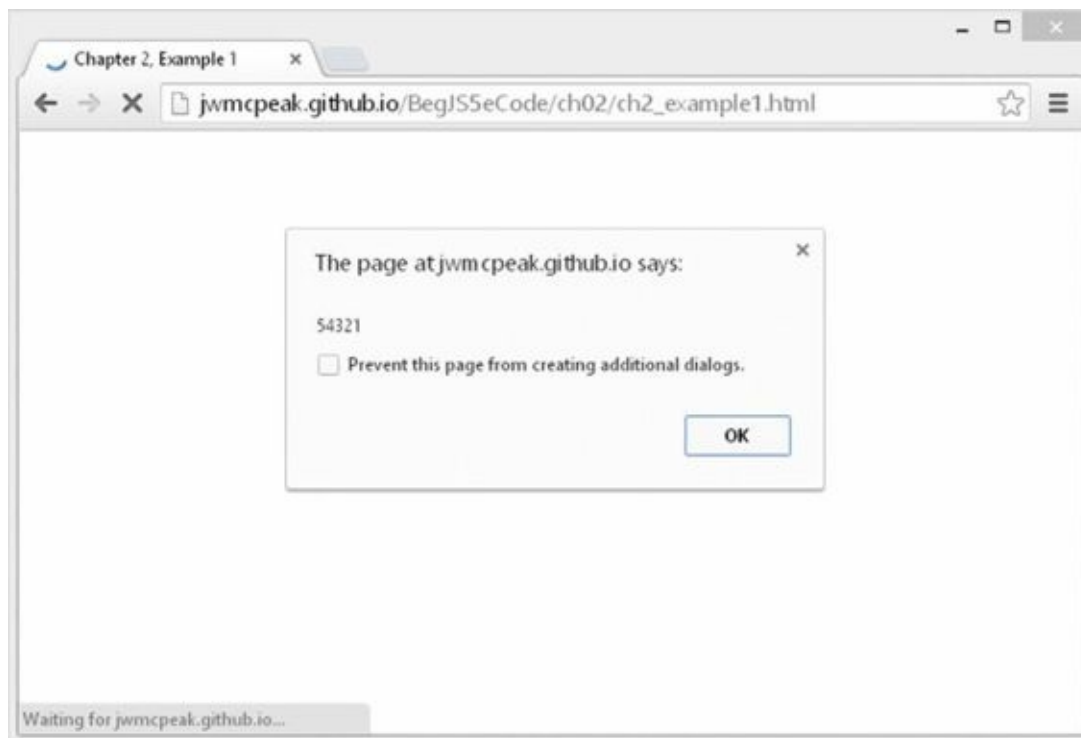 Chapter 2, Example 1
jwmcpeak.github.io/BegJS5eCode/ch02/ch2_example1.html
The page at jwmcpeak.github.io says:
54321
Prevent this page from creating additional dialogs.
OK
Waiting for jwmcpeak.github.io...